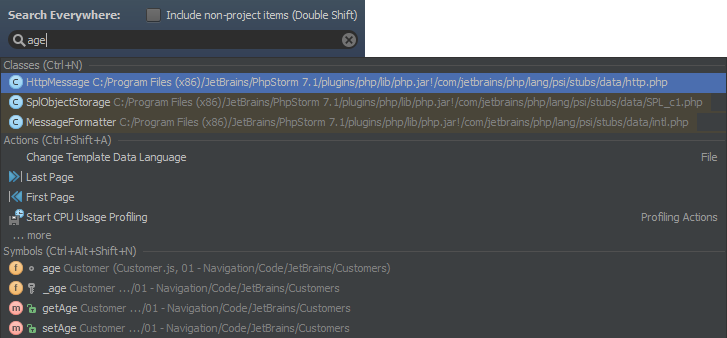 Search Everywhere: Include non-project items (Double Shift)
age
Classes (Ctrl+N)
C HttpMessage C:/Program Files (x86)/JetBrains/PhpStorm 7.1/plugins/php/lib/php.jar!/com/jetbrains/php/lang/psi/stubs/data/http.php
C SplObjectStorage C:/Program Files (x86)/JetBrains/PhpStorm 7.1/plugins/php/lib/php.jar!/com/jetbrains/php/lang/psi/stubs/data/SPL_c1.php
C MessageFormatter C:/Program Files (x86)/JetBrains/PhpStorm 7.1/plugins/php/lib/php.jar!/com/jetbrains/php/lang/psi/stubs/data/intl.php
Actions (Ctrl+Shift+A)
Change Template Data Language File
Last Page
First Page
Start CPU Usage Profiling Profiling Actions
... more
Symbols (Ctrl+Alt+Shift+N)
f age Customer (Customer.js, 01 - Navigation/Code/JetBrains/Customers)
f _age Customer .../01 - Navigation/Code/JetBrains/Customers
m getAge Customer .../01 - Navigation/Code/JetBrains/Customers
m setAge Customer .../01 - Navigation/Code/JetBrains/Customers